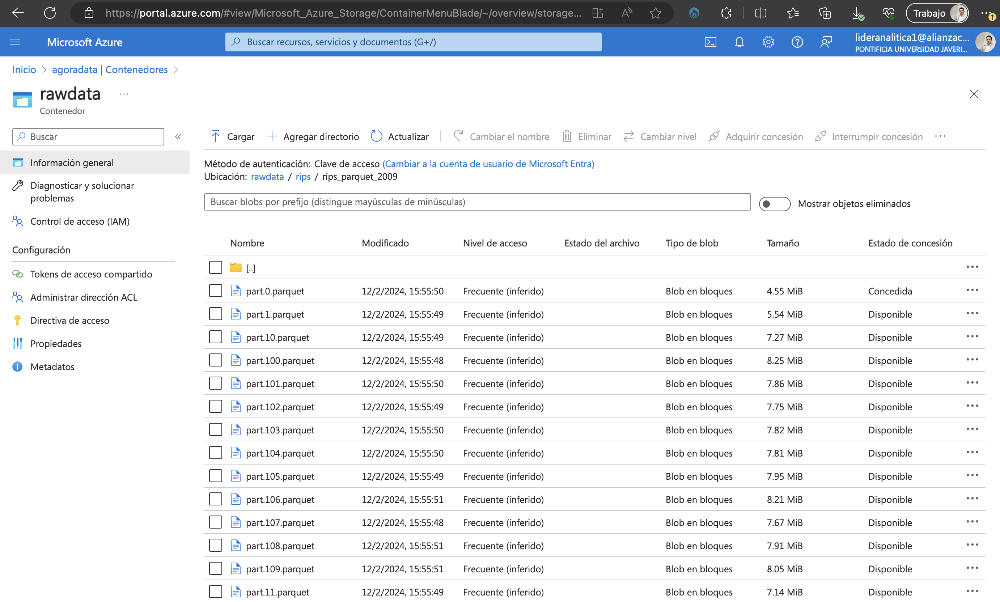 https://portal.azure.com/#view/Microsoft_Azure_Storage/ContainerMenuBlade/~/overview/storage...
Trabajo
Microsoft Azure
Buscar recursos, servicios y documentos (G+/)
lideranalitica1@alianzac...
PONTIFICIA UNIVERSIDAD JAVERI...
Inicio > agoradata | Contenedores >
rawdata ...
Contenedor
Buscar
«
Cargar
Agregar directorio
Actualizar
Cambiar el nombre
Eliminar
Cambiar nivel
Adquirir concesión
Interrumpir concesión
Información general
Diagnosticar y solucionar
problemas
Control de acceso (IAM)
Configuración
Tokens de acceso compartido
Administrar dirección ACL
Directiva de acceso
Propiedades
Metadatos
Método de autenticación: Clave de acceso (Cambiar a la cuenta de usuario de Microsoft Entra)
Ubicación: rawdata / rips / rips_parquet_2009
Buscar blobs por prefijo (distingue mayúsculas de minúsculas)
Mostrar objetos eliminados
Nombre Modificado Nivel de acceso Estado del archivo Tipo de blob Tamaño Estado de concesión
[..]
part.0.parquet 12/2/2024, 15:55:50 Frecuente (inferido) Blob en bloques 4.55 MiB Concedida
part.1.parquet 12/2/2024, 15:55:49 Frecuente (inferido) Blob en bloques 5.54 MiB Disponible
part.10.parquet 12/2/2024, 15:55:49 Frecuente (inferido) Blob en bloques 7.27 MiB Disponible
part.100.parquet 12/2/2024, 15:55:48 Frecuente (inferido) Blob en bloques 8.25 MiB Disponible
part.101.parquet 12/2/2024, 15:55:50 Frecuente (inferido) Blob en bloques 7.86 MiB Disponible
part.102.parquet 12/2/2024, 15:55:49 Frecuente (inferido) Blob en bloques 7.75 MiB Disponible
part.103.parquet 12/2/2024, 15:55:50 Frecuente (inferido) Blob en bloques 7.82 MiB Disponible
part.104.parquet 12/2/2024, 15:55:50 Frecuente (inferido) Blob en bloques 7.81 MiB Disponible
part.105.parquet 12/2/2024, 15:55:49 Frecuente (inferido) Blob en bloques 7.95 MiB Disponible
part.106.parquet 12/2/2024, 15:55:51 Frecuente (inferido) Blob en bloques 8.21 MiB Disponible
part.107.parquet 12/2/2024, 15:55:48 Frecuente (inferido) Blob en bloques 7.67 MiB Disponible
part.108.parquet 12/2/2024, 15:55:51 Frecuente (inferido) Blob en bloques 7.91 MiB Disponible
part.109.parquet 12/2/2024, 15:55:51 Frecuente (inferido) Blob en bloques 8.05 MiB Disponible
part.11.parquet 12/2/2024, 15:55:49 Frecuente (inferido) Blob en bloques 7.14 MiB Disponible